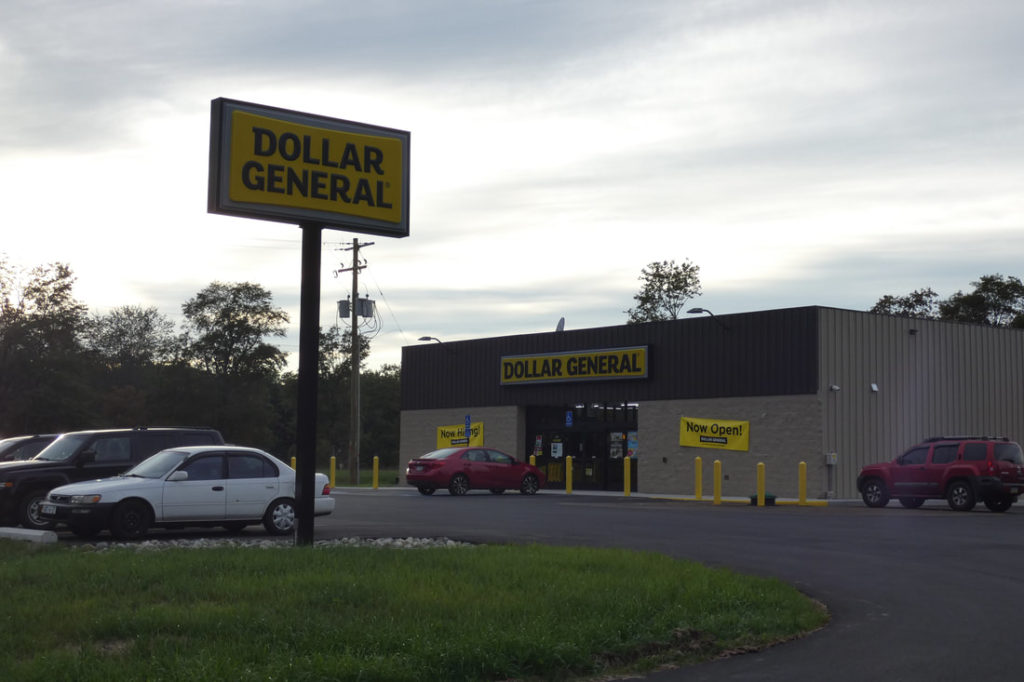 DOLLAR
GENERAL
DOLLAR GENERAL
Now Hiring!
Now Open!
DOLLAR GENERAL